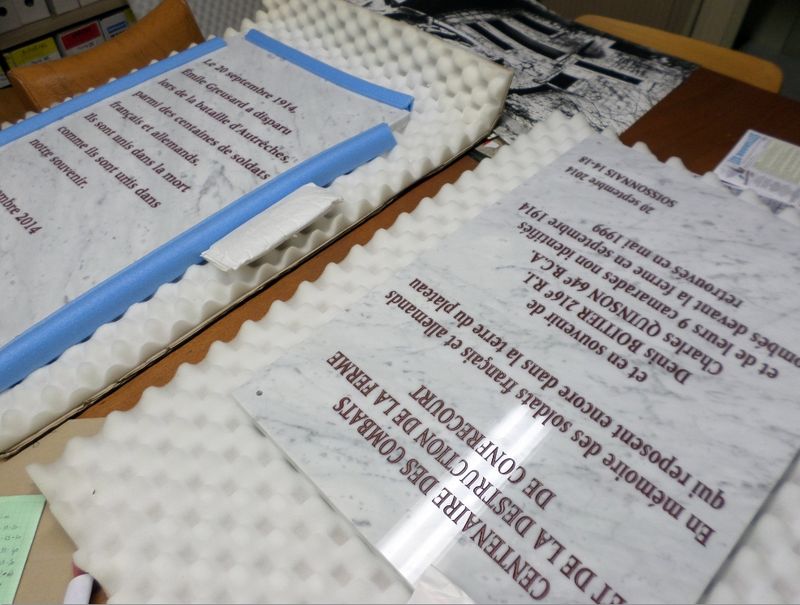 Le 20 septembre 1914,
Émile Greusard a disparu
lors de la bataille d'Autrêches,
parmi des centaines de soldats
français et allemands.
Ils sont unis dans la mort
comme ils sont unis dans
notre souvenir.
embre 2014
CENTENAIRE DES COMBATS
ET DE LA DESTRUCTION DE LA FERME
DE CONFRECOURT
En mémoire des soldats français et allemands
qui reposent encore dans la terre du plateau
et en souvenir de
Denis BOITIER 216e R.I.
Charles QUINSON 64e B.C.A.
et de leurs 9 camarades non identifiés
ombés devant la ferme en septembre 1914
retrouvés en mai 1999
20 septembre 2014
SOISSONNAIS 14-18